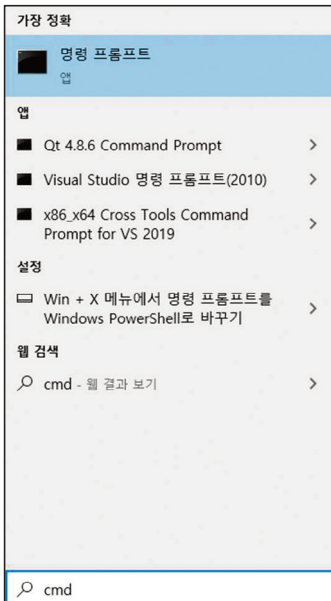 가장 정확
명령 프롬프트
앱
앱
Qt 4.8.6 Command Prompt
Visual Studio 명령 프롬프트(2010)
x86_x64 Cross Tools Command
Prompt for VS 2019
설정
Win + X 메뉴에서 명령 프롬프트를
Windows PowerShell로 바꾸기
웹 검색
cmd - 웹 결과 보기
cmd